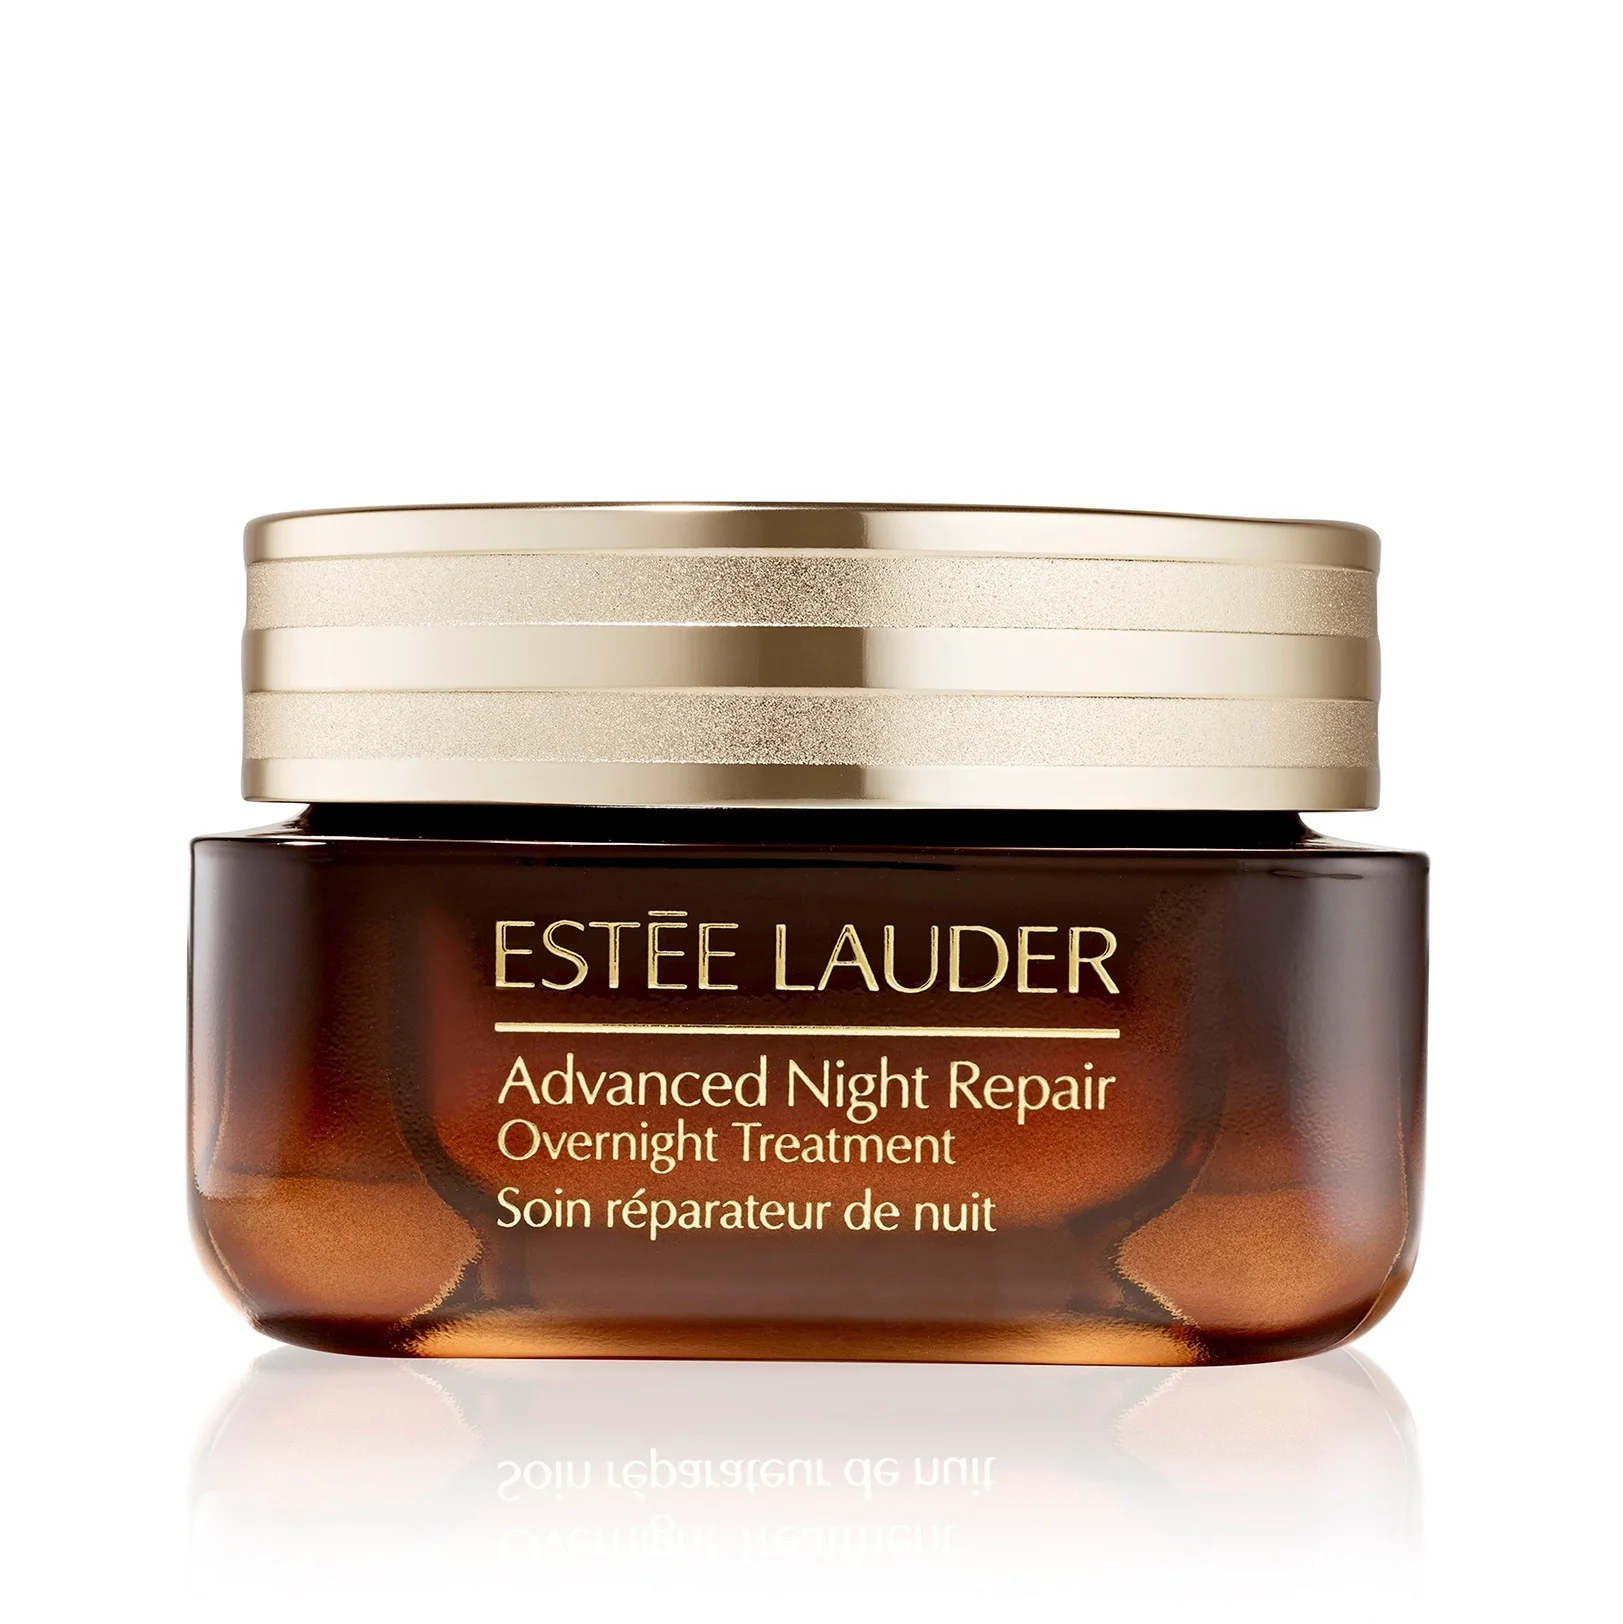 ESTĒE LAUDER
Advanced Night Repair
Overnight Treatment
Soin réparateur de nuit